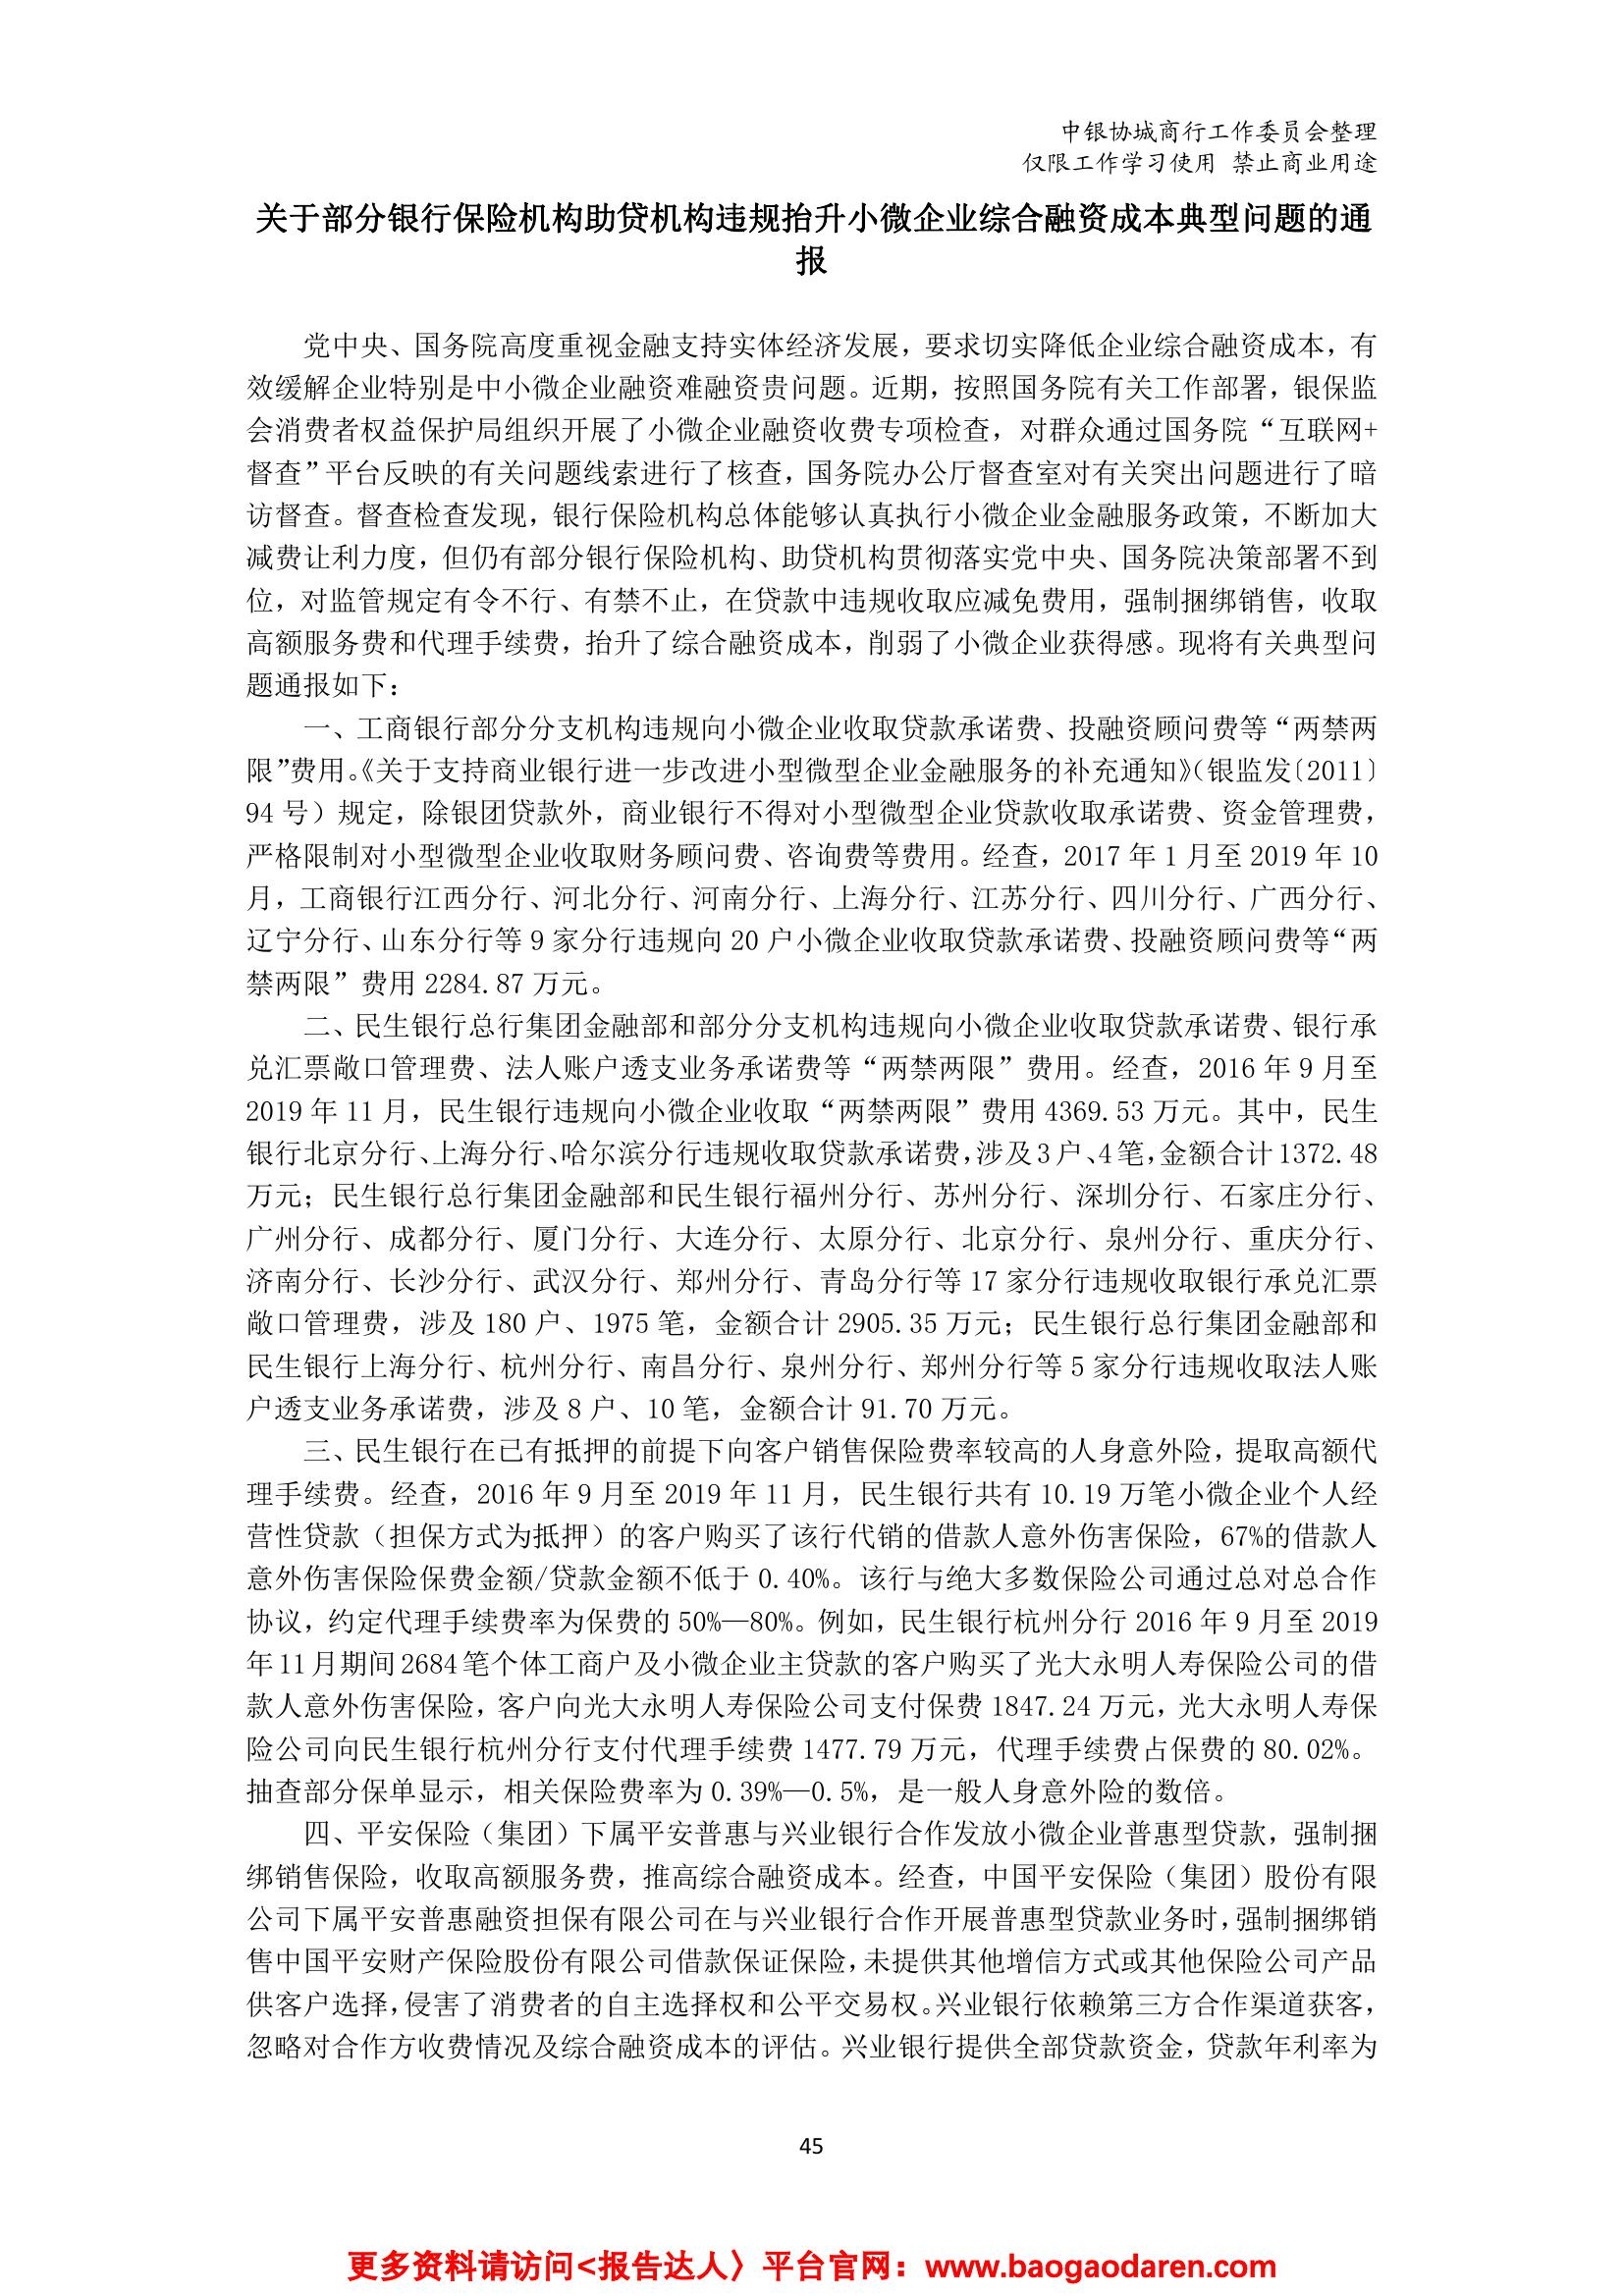 中银协城商行工作委员会整理
仅限工作学习使用 禁止商业用途
关于部分银行保险机构助贷机构违规抬升小微企业综合融资成本典型问题的通
报
党中央、国务院高度重视金融支持实体经济发展，要求切实降低企业综合融资成本，有
效缓解企业特别是中小微企业融资难融资贵问题。近期，按照国务院有关工作部署，银保监
会消费者权益保护局组织开展了小微企业融资收费专项检查，对群众通过国务院“互联网+
督查”平台反映的有关问题线索进行了核查，国务院办公厅督查室对有关突出问题进行了暗
访督查。督查检查发现，银行保险机构总体能够认真执行小微企业金融服务政策，不断加大
减费让利力度，但仍有部分银行保险机构、助贷机构贯彻落实党中央、国务院决策部署不到
位，对监管规定有令不行、有禁不止，在贷款中违规收取应减免费用，强制捆绑销售，收取
高额服务费和代理手续费，抬升了综合融资成本，削弱了小微企业获得感。现将有关典型问
题通报如下：
一、工商银行部分分支机构违规向小微企业收取贷款承诺费、投融资顾问费等“两禁两
限”费用。《关于支持商业银行进一步改进小型微型企业金融服务的补充通知》（银监发〔2011〕
94 号）规定，除银团贷款外，商业银行不得对小型微型企业贷款收取承诺费、资金管理费，
严格限制对小型微型企业收取财务顾问费、咨询费等费用。经查，2017 年 1 月至 2019 年 10
月，工商银行江西分行、河北分行、河南分行、上海分行、江苏分行、四川分行、广西分行、
辽宁分行、山东分行等 9 家分行违规向 20 户小微企业收取贷款承诺费、投融资顾问费等“两
禁两限”费用 2284.87 万元。
二、民生银行总行集团金融部和部分分支机构违规向小微企业收取贷款承诺费、银行承
兑汇票敞口管理费、法人账户透支业务承诺费等“两禁两限”费用。经查，2016 年 9 月至
2019 年 11 月，民生银行违规向小微企业收取“两禁两限”费用 4369.53 万元。其中，民生
银行北京分行、上海分行、哈尔滨分行违规收取贷款承诺费，涉及 3 户、4 笔，金额合计 1372.48
万元；民生银行总行集团金融部和民生银行福州分行、苏州分行、深圳分行、石家庄分行、
广州分行、成都分行、厦门分行、大连分行、太原分行、北京分行、泉州分行、重庆分行、
济南分行、长沙分行、武汉分行、郑州分行、青岛分行等 17 家分行违规收取银行承兑汇票
敞口管理费，涉及 180 户、1975 笔，金额合计 2905.35 万元；民生银行总行集团金融部和
民生银行上海分行、杭州分行、南昌分行、泉州分行、郑州分行等 5 家分行违规收取法人账
户透支业务承诺费，涉及 8 户、10 笔，金额合计 91.70 万元。
三、民生银行在已有抵押的前提下向客户销售保险费率较高的人身意外险，提取高额代
理手续费。经查，2016 年 9 月至 2019 年 11 月，民生银行共有 10.19 万笔小微企业个人经
营性贷款（担保方式为抵押）的客户购买了该行代销的借款人意外伤害保险，67%的借款人
意外伤害保险保费金额/贷款金额不低于 0.40%。该行与绝大多数保险公司通过总对总合作
协议，约定代理手续费率为保费的 50%—80%。例如，民生银行杭州分行 2016 年 9 月至 2019
年 11 月期间 2684 笔个体工商户及小微企业主贷款的客户购买了光大永明人寿保险公司的借
款人意外伤害保险，客户向光大永明人寿保险公司支付保费 1847.24 万元，光大永明人寿保
险公司向民生银行杭州分行支付代理手续费 1477.79 万元，代理手续费占保费的 80.02%。
抽查部分保单显示，相关保险费率为 0.39%—0.5%，是一般人身意外险的数倍。
四、平安保险（集团）下属平安普惠与兴业银行合作发放小微企业普惠型贷款，强制捆
绑销售保险，收取高额服务费，推高综合融资成本。经查，中国平安保险（集团）股份有限
公司下属平安普惠融资担保有限公司在与兴业银行合作开展普惠型贷款业务时，强制捆绑销
售中国平安财产保险股份有限公司借款保证保险，未提供其他增信方式或其他保险公司产品
供客户选择，侵害了消费者的自主选择权和公平交易权。兴业银行依赖第三方合作渠道获客，
忽略对合作方收费情况及综合融资成本的评估。兴业银行提供全部贷款资金，贷款年利率为
45
更多资料请访问<报告达人〉平台官网：www.baogaodaren.com